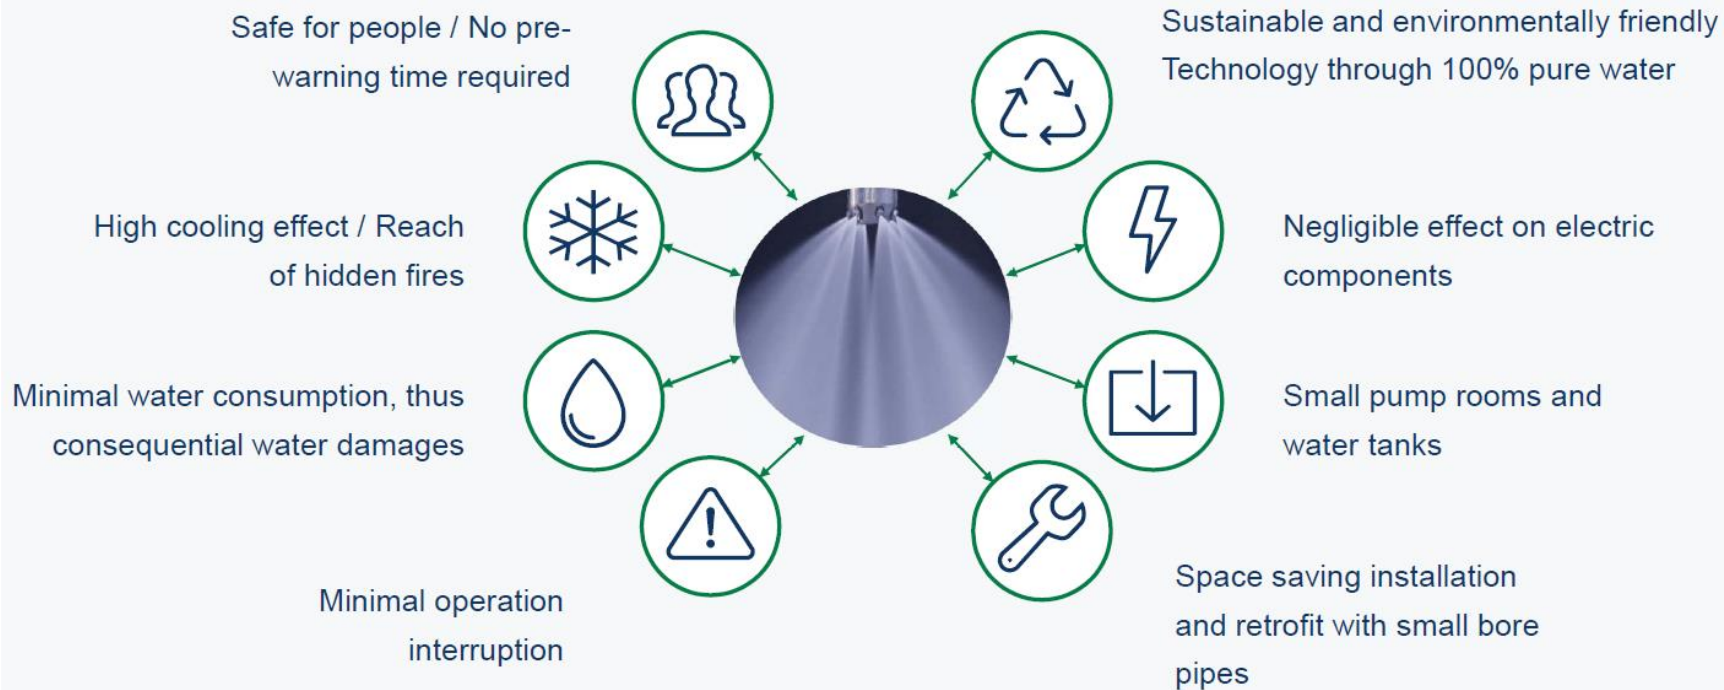 Safe for people / No pre-
warning time required
Sustainable and environmentally friendly
Technology through 100% pure water
High cooling effect / Reach
of hidden fires
Negligible effect on electric
components
Minimal water consumption, thus
consequential water damages
Small pump rooms and
water tanks
Minimal operation
interruption
Space saving installation
and retrofit with small bore
pipes